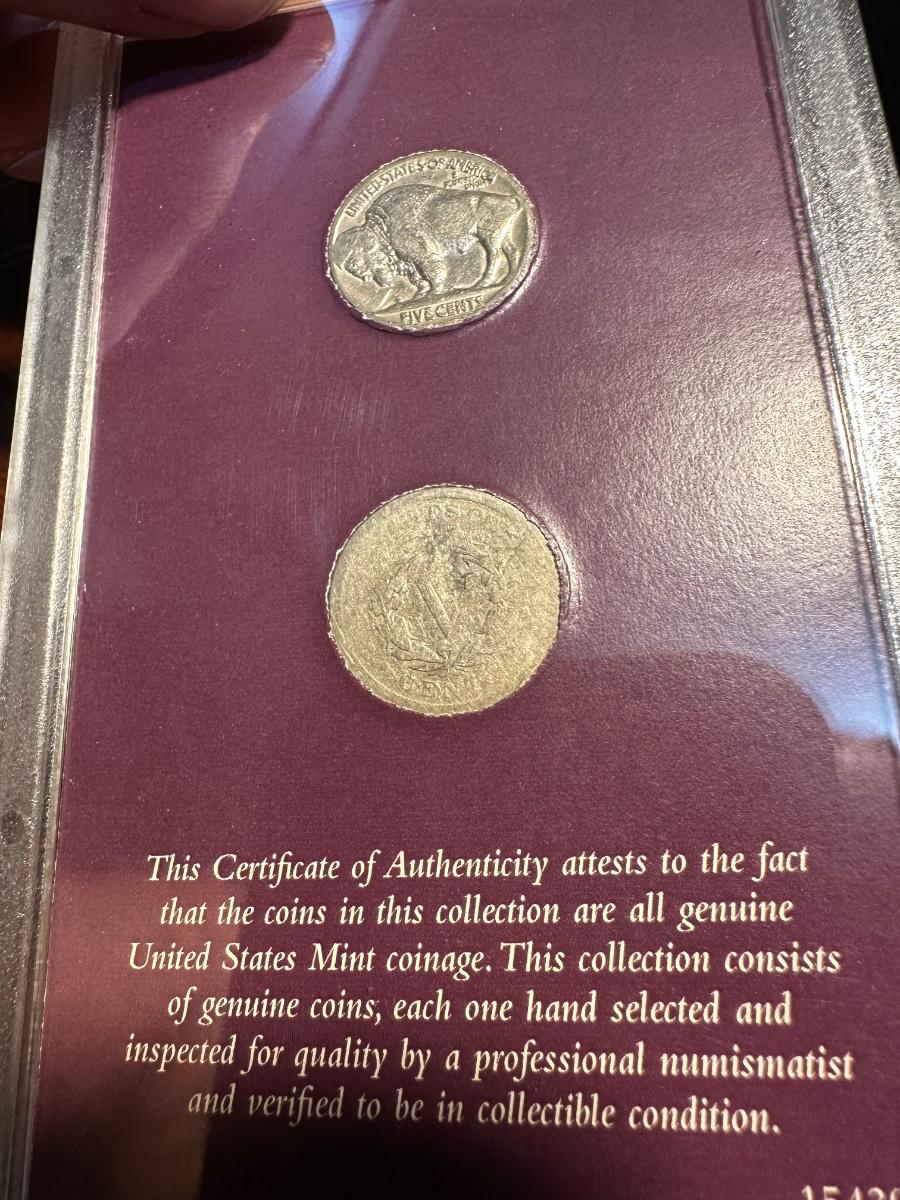 UNITED STATES OF AMERICA
E PLURIBUS UNUM
FIVE CENTS
V
CENTS
This Certificate of Authenticity attests to the fact
that the coins in this collection are all genuine
United States Mint coinage. This collection consists
of genuine coins, each one hand selected and
inspected for quality by a professional numismatist
and verified to be in collectible condition.